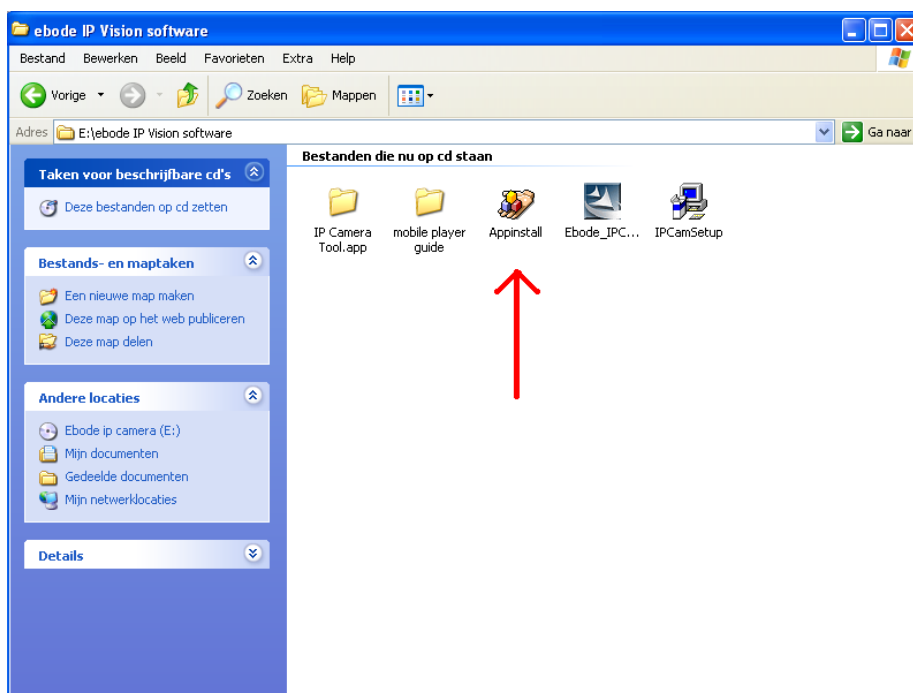 ebode IP Vision software
Bestand Bewerken Beeld Favorieten Extra Help
Vorige Zoeken Mappen
Adres E:\ebode IP Vision software Ga naar
Taken voor beschrijfbare cd's
Deze bestanden op cd zetten
Bestands- en maptaken
Een nieuwe map maken
Deze map op het web publiceren
Deze map delen
Andere locaties
Ebode ip camera (E:)
Mijn documenten
Gedeelde documenten
Mijn netwerklocaties
Details
Bestanden die nu op cd staan
IP Camera Tool.app
mobile player guide
Appinstall
Ebode_IPC...
IPCamSetup